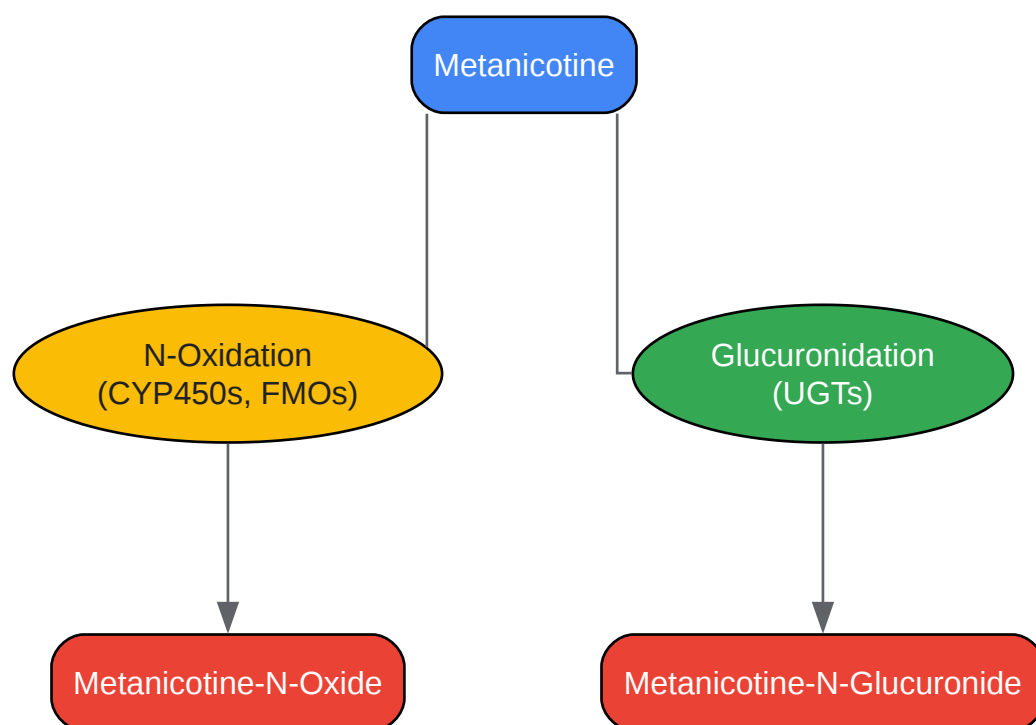 Metanicotine
N-Oxidation
(CYP450s, FMOs)
Glucuronidation
(UGTs)
Metanicotine-N-Oxide
Metanicotine-N-Glucuronide